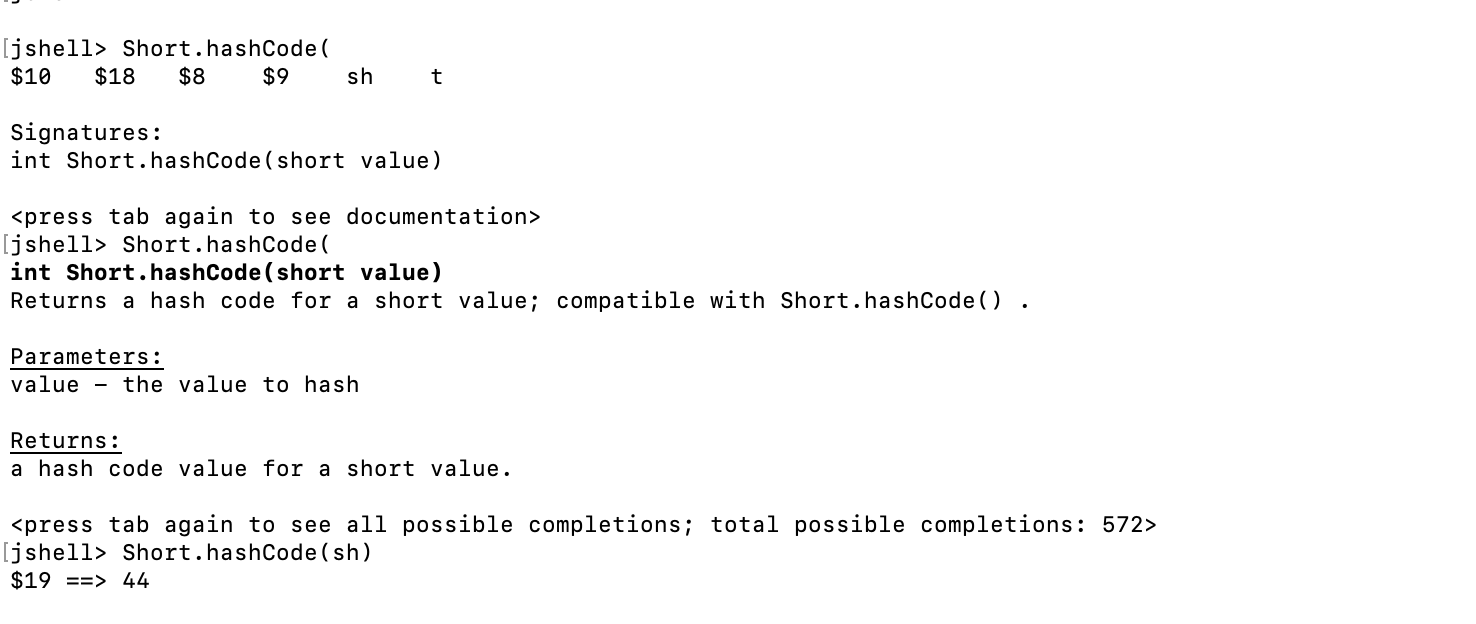 [jshell> Short.hashCode(
$10   $18   $8    $9    sh    t
Signatures:
int Short.hashCode(short value)
<press tab again to see documentation>
[jshell> Short.hashCode(
int Short.hashCode(short value)
Returns a hash code for a short value; compatible with Short.hashCode() .
Parameters:
value – the value to hash
Returns:
a hash code value for a short value.
<press tab again to see all possible completions; total possible completions: 572>
[jshell> Short.hashCode(sh)
$19 ==> 44